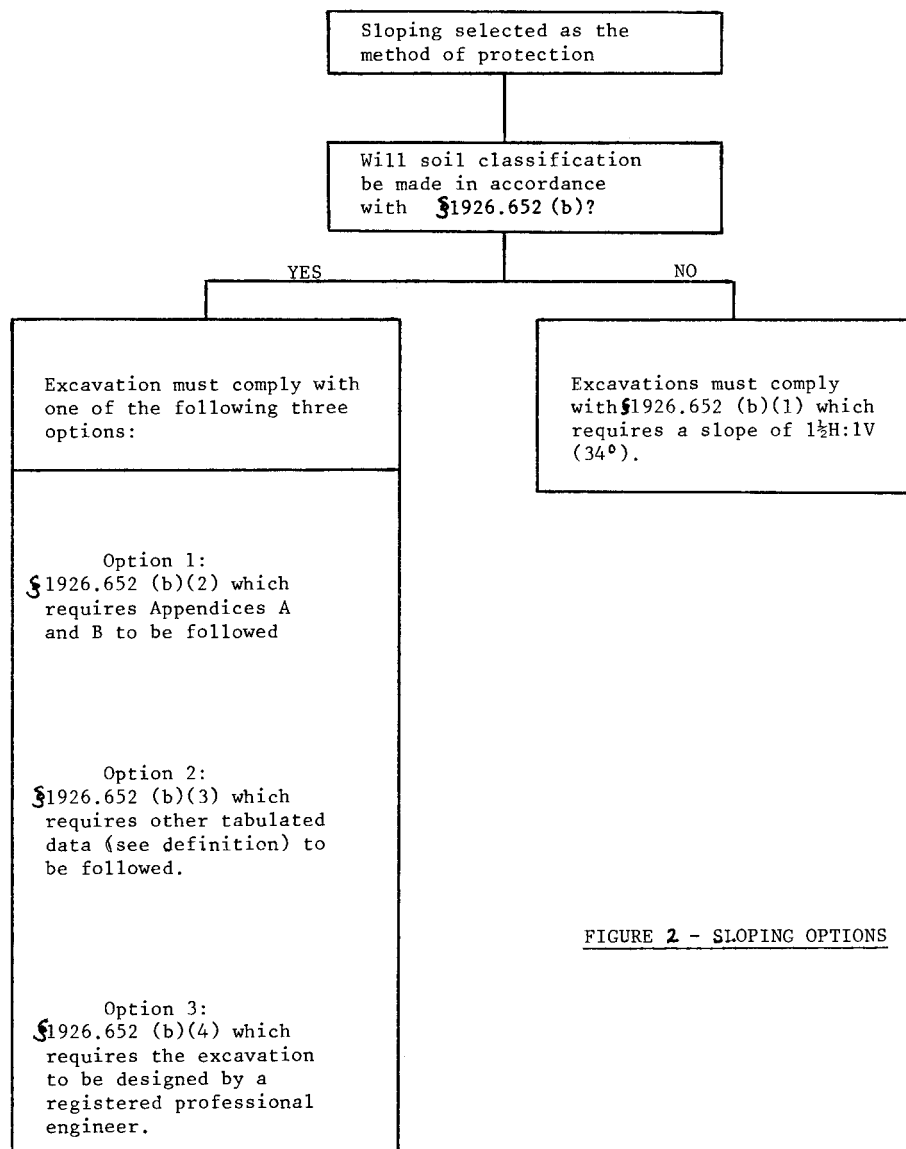 Sloping selected as the
method of protection
Will soil classification
be made in accordance
with §1926.652 (b)?
YES
NO
Excavation must comply with
one of the following three
options:
Option 1:
§1926.652 (b)(2) which
requires Appendices A
and B to be followed
Option 2:
§1926.652 (b)(3) which
requires other tabulated
data (see definition) to
be followed.
Option 3:
§1926.652 (b)(4) which
requires the excavation
to be designed by a
registered professional
engineer.
Excavations must comply
with§1926.652 (b)(1) which
requires a slope of 1½H:1V
(34°).
FIGURE 2 - SLOPING OPTIONS